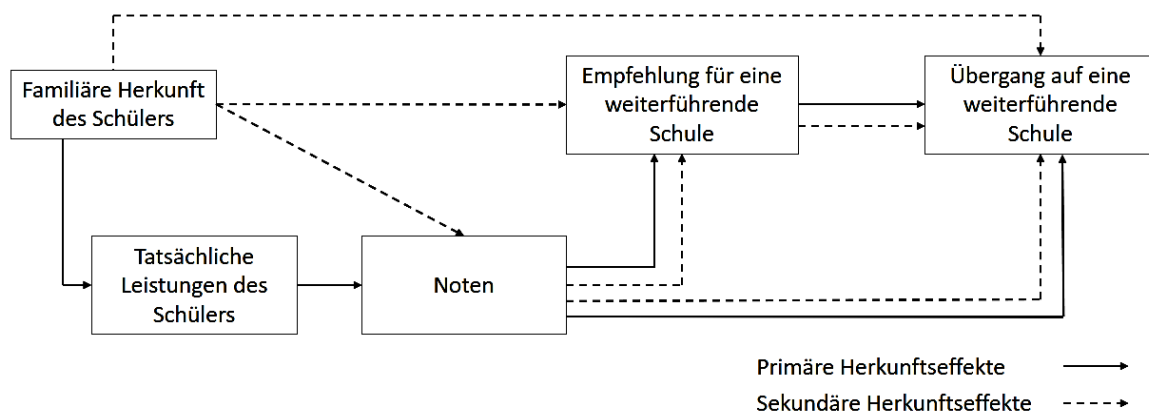 Familiäre Herkunft
des Schülers
Empfehlung für eine
weiterführende
Schule
Übergang auf eine
weiterführende
Schule
Tatsächliche
Leistungen des
Schülers
Noten
Primäre Herkunftseffekte
Sekundäre Herkunftseffekte